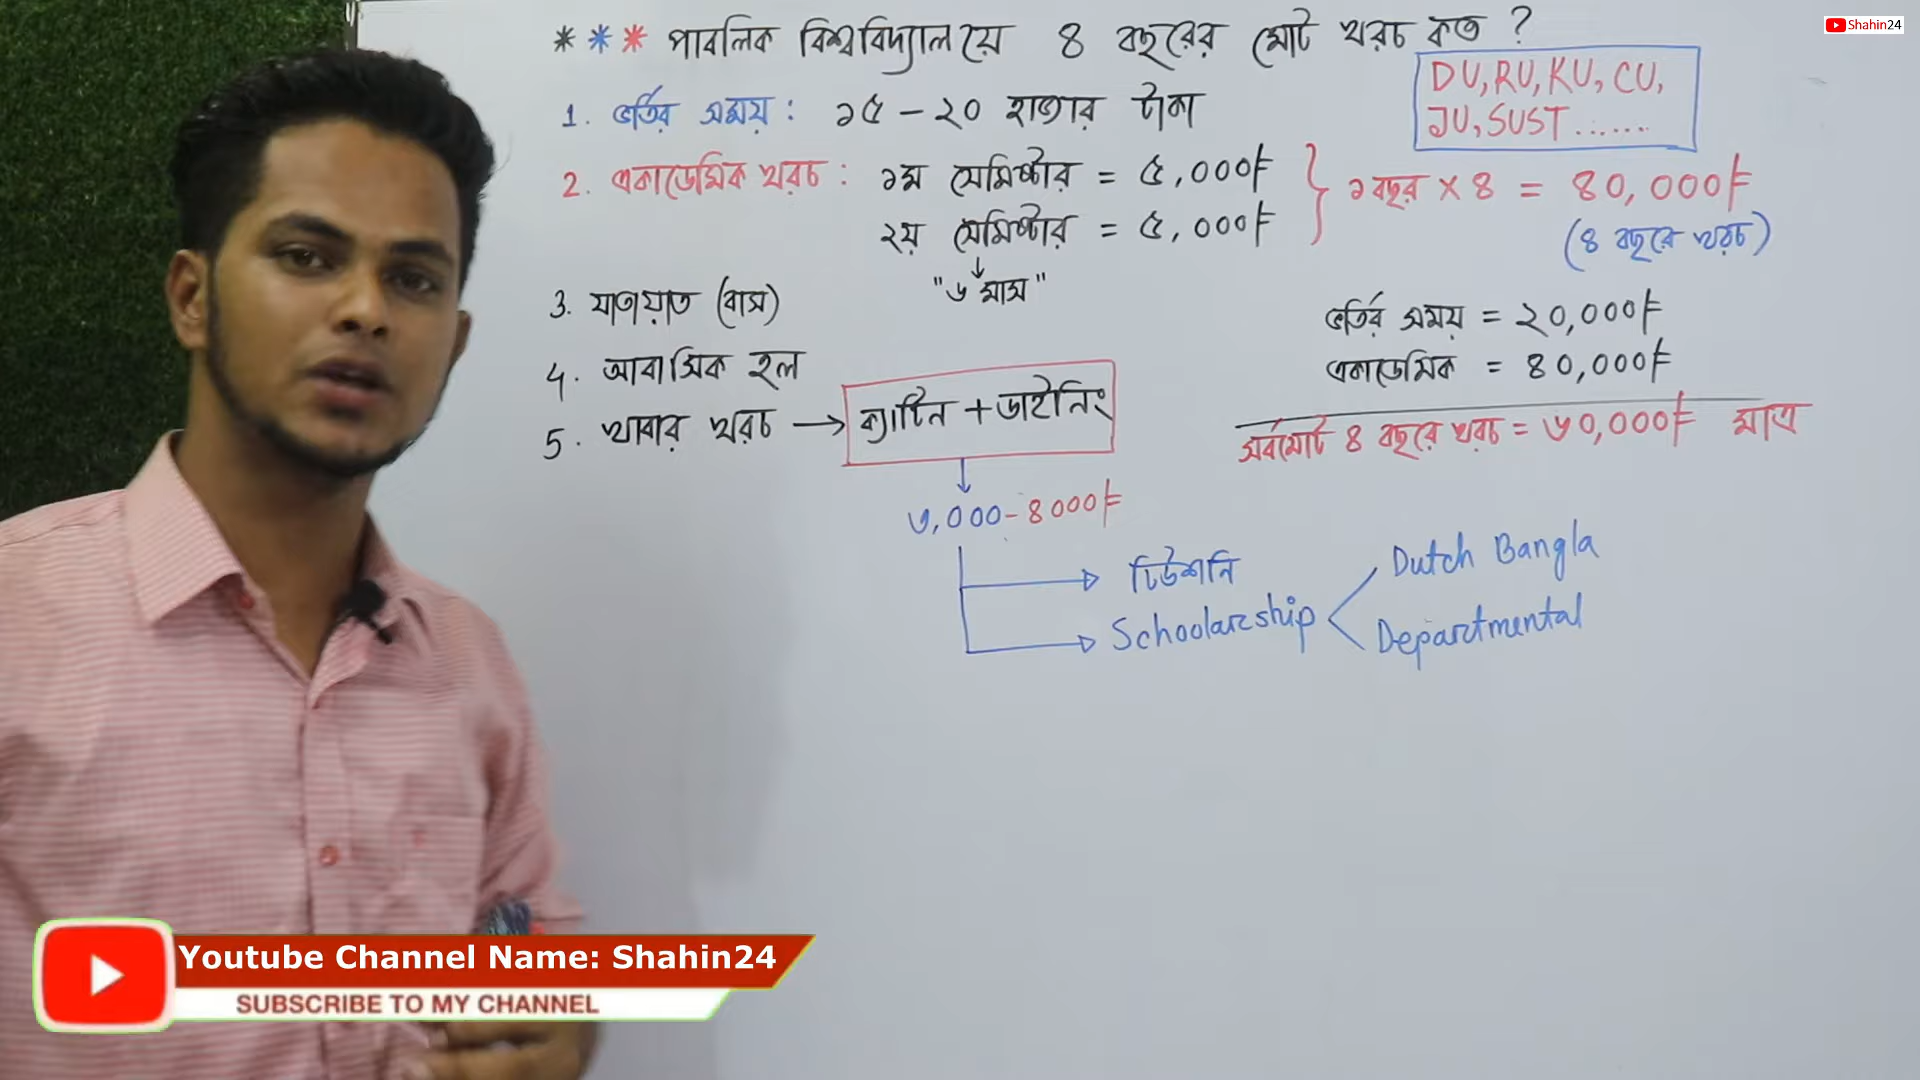 Shahin24
*** পাবলিক বিশ্ববিদ্যালয়ে ৪ বছরের মোট খরচ কত ?
DU, RU, KU, CU,
JU, SUST.......
1. ভর্তির সময় : ১৫ – ২০ হাজার টাকা
2. একাডেমিক খরচ : ১ম সেমিষ্টার = ৫,০০০/=
২য় সেমিষ্টার = ৫,০০০/=
"৬ মাস"
১ বছর × ৪ = ৪০,০০০/=
(৪ বছরে খরচ)
3. যাতায়াত (বাস)
4. আবাসিক হল
5. খাবার খরচ → ক্যান্টিন + ডাইনিং
৩,০০০ - ৪০০০/=
টিউশনি
Schoolarship
Dutch Bangla
Departmental
ভর্তির সময় = ২০,০০০/=
একাডেমিক = ৪০,০০০/=
সর্বমোট ৪ বছরে খরচ = ৬০,০০০/= মাত্র
Youtube Channel Name: Shahin24
SUBSCRIBE TO MY CHANNEL